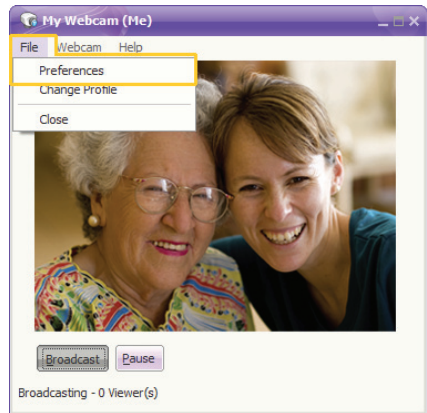 My Webcam (Me)
File Webcam Help
Preferences
Change Profile
Close
Broadcast Pause
Broadcasting - 0 Viewer(s)